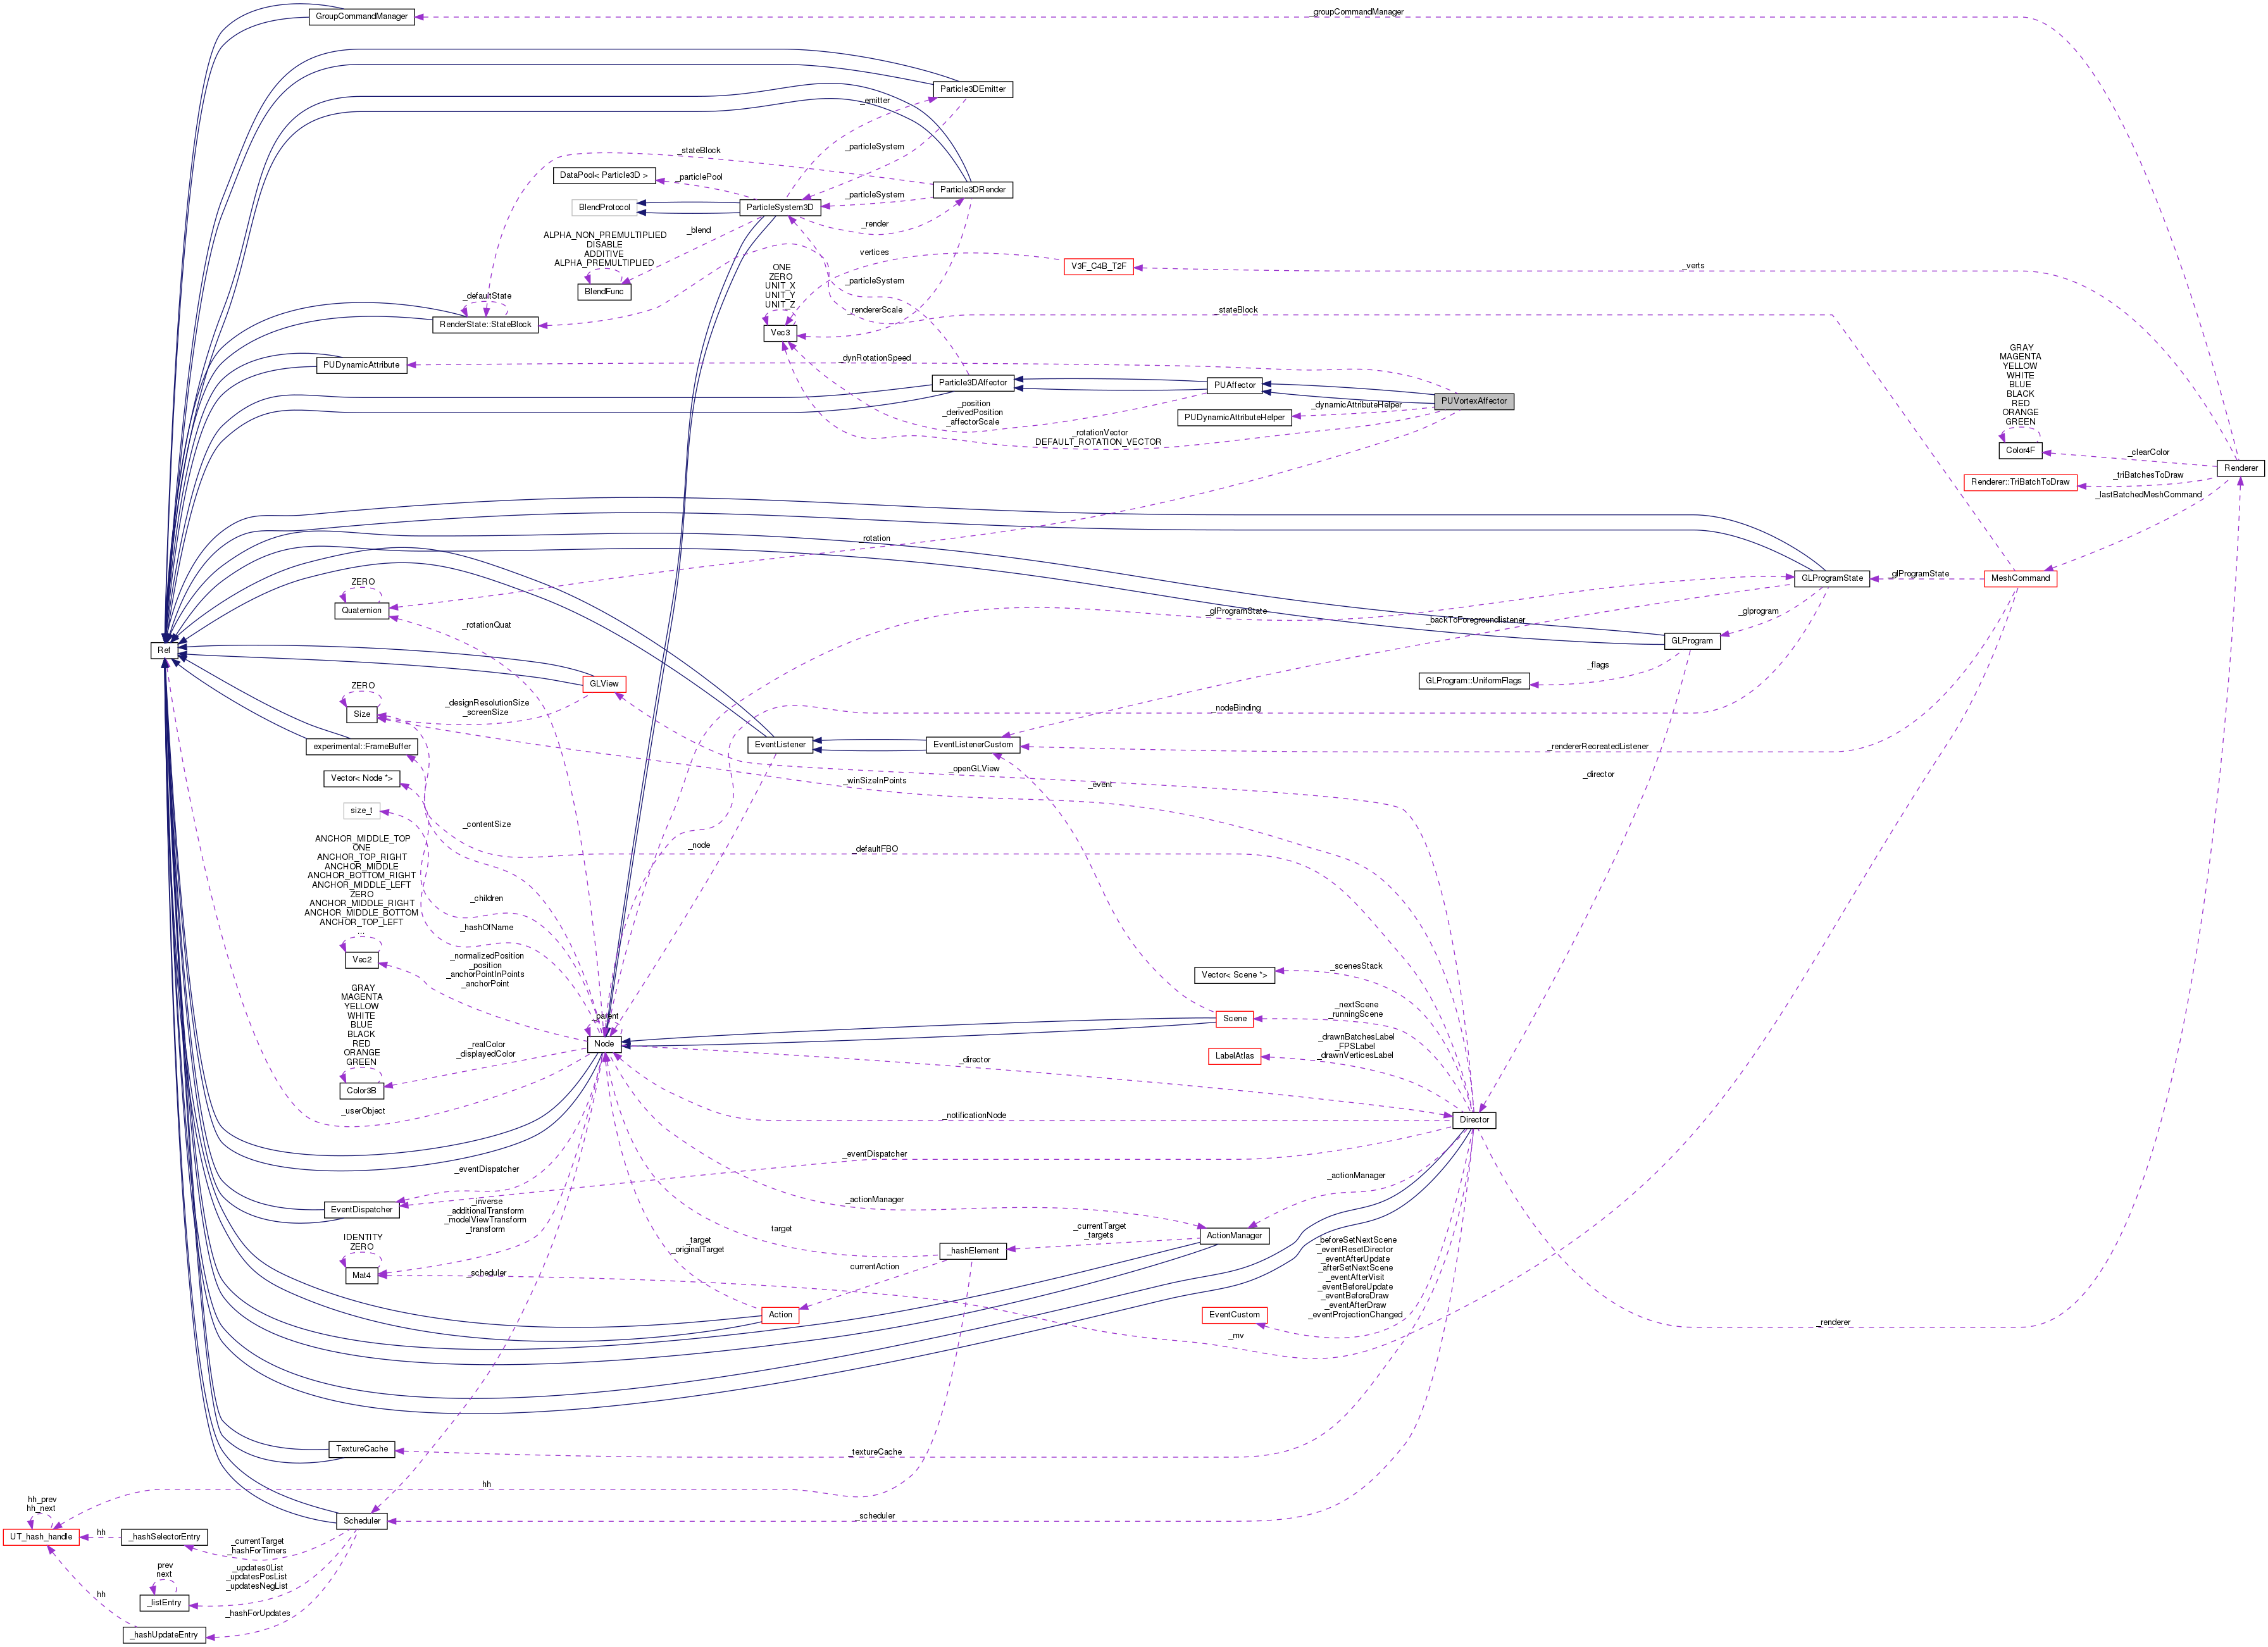 GroupCommandManager
_groupCommandManager
Particle3DEmitter
_emitter
_particleSystem
_stateBlock
DataPool< Particle3D >
_particlePool
Particle3DRender
_particleSystem
BlendProtocol
ParticleSystem3D
_render
_blend
ALPHA_NON_PREMULTIPLIED
DISABLE
ADDITIVE
ALPHA_PREMULTIPLIED
BlendFunc
vertices
V3F_C4B_T2F
_verts
ONE
ZERO
UNIT_X
UNIT_Y
UNIT_Z
Vec3
_particleSystem
_rendererScale
_stateBlock
_defaultState
RenderState::StateBlock
PUDynamicAttribute
_dynRotationSpeed
Particle3DAffector
PUAffector
PUVortexAffector
_position
_derivedPosition
_affectorScale
_dynamicAttributeHelper
PUDynamicAttributeHelper
_rotationVector
DEFAULT_ROTATION_VECTOR
GRAY
MAGENTA
YELLOW
WHITE
BLUE
BLACK
RED
ORANGE
GREEN
Color4F
_clearColor
Renderer
_triBatchesToDraw
Renderer::TriBatchToDraw
_lastBatchedMeshCommand
_rotation
ZERO
Quaternion
_rotationQuat
GLProgramState
_glProgramState
MeshCommand
_glProgramState
_glprogram
_backToForegroundlistener
GLProgram
Ref
_flags
GLProgram::UniformFlags
GLView
ZERO
Size
_designResolutionSize
_screenSize
_nodeBinding
experimental::FrameBuffer
EventListener
EventListenerCustom
_rendererRecreatedListener
_openGLView
_director
Vector< Node *>
_winSizeInPoints
_event
size_t
_contentSize
_node
_defaultFBO
ANCHOR_MIDDLE_TOP
ONE
ANCHOR_TOP_RIGHT
ANCHOR_MIDDLE
ANCHOR_BOTTOM_RIGHT
ANCHOR_MIDDLE_LEFT
ZERO
ANCHOR_MIDDLE_RIGHT
ANCHOR_MIDDLE_BOTTOM
ANCHOR_TOP_LEFT
...
Vec2
_children
_hashOfName
_normalizedPosition
_position
_anchorPointInPoints
_anchorPoint
Vector< Scene *>
_scenesStack
GRAY
MAGENTA
YELLOW
WHITE
BLUE
BLACK
RED
ORANGE
GREEN
Color3B
_parent
Node
_realColor
_displayedColor
Scene
_nextScene
_runningScene
LabelAtlas
_drawnBatchesLabel
_FPSLabel
_drawnVerticesLabel
_director
_userObject
_notificationNode
Director
_eventDispatcher
_eventDispatcher
_actionManager
EventDispatcher
_inverse
_additionalTransform
_modelViewTransform
_transform
_actionManager
ActionManager
IDENTITY
ZERO
Mat4
_target
_originalTarget
target
_hashElement
_currentTarget
_targets
_scheduler
currentAction
Action
EventCustom
_beforeSetNextScene
_eventResetDirector
_eventAfterUpdate
_afterSetNextScene
_eventAfterVisit
_eventBeforeUpdate
_eventBeforeDraw
_eventAfterDraw
_eventProjectionChanged
_mv
_renderer
TextureCache
_textureCache
hh
hh_prev
hh_next
UT_hash_handle
hh
_hashSelectorEntry
Scheduler
_scheduler
_currentTarget
_hashForTimers
prev
next
_listEntry
_updates0List
_updatesPosList
_updatesNegList
hh
_hashForUpdates
_hashUpdateEntry